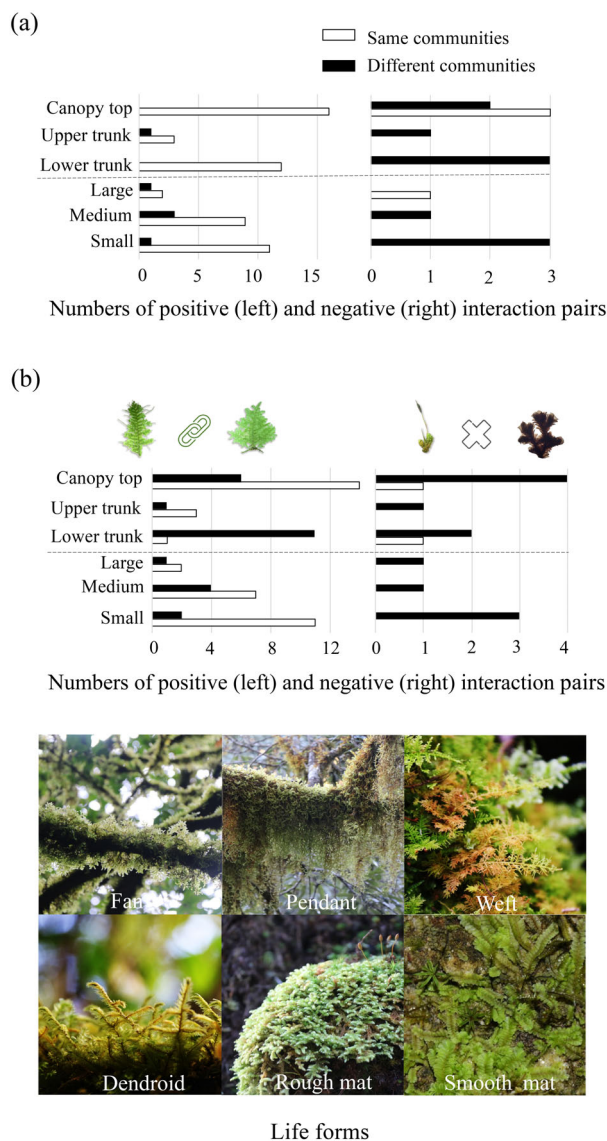 (a)
Same communities
Different communities
Canopy top
Upper trunk
Lower trunk
Large
Medium
Small
0 5 10 15 0 1 2 3
Numbers of positive (left) and negative (right) interaction pairs
(b)
Canopy top
Upper trunk
Lower trunk
Large
Medium
Small
0 4 8 12 0 1 2 3 4
Numbers of positive (left) and negative (right) interaction pairs
Fan Pendant Weft
Dendroid Rough mat Smooth mat
Life forms